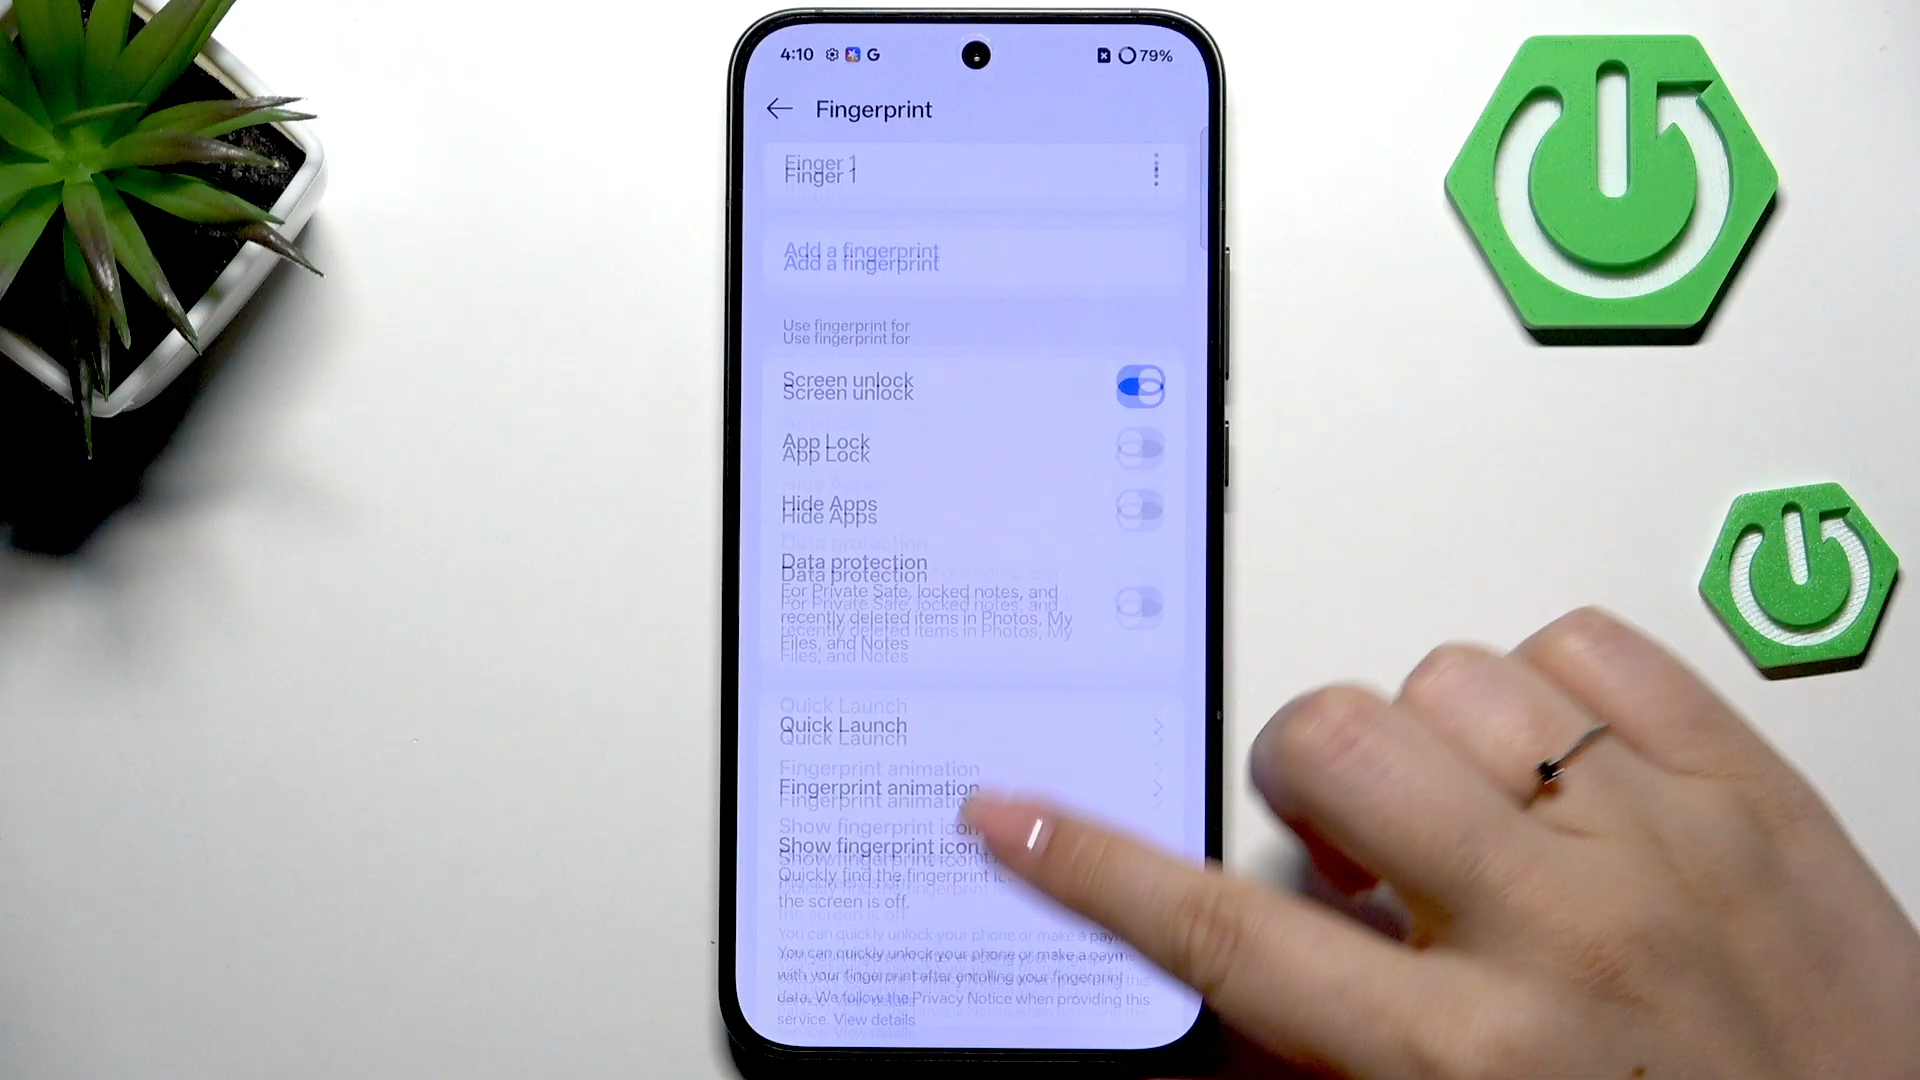 4:10 G 79%
Fingerprint
Finger 1
Add a fingerprint
Use fingerprint for
Screen unlock
App Lock
Hide Apps
Data protection
For Private Safe, locked notes, and
recently deleted items in Photos, My
Files, and Notes
Quick Launch
Fingerprint animation
Show fingerprint icon
Quickly find the fingerprint
the screen is off.
You can quickly unlock your phone or make a
with your fingerprint after enrolling your fingerprint
data. We follow the Privacy Notice when providing this
service. View details